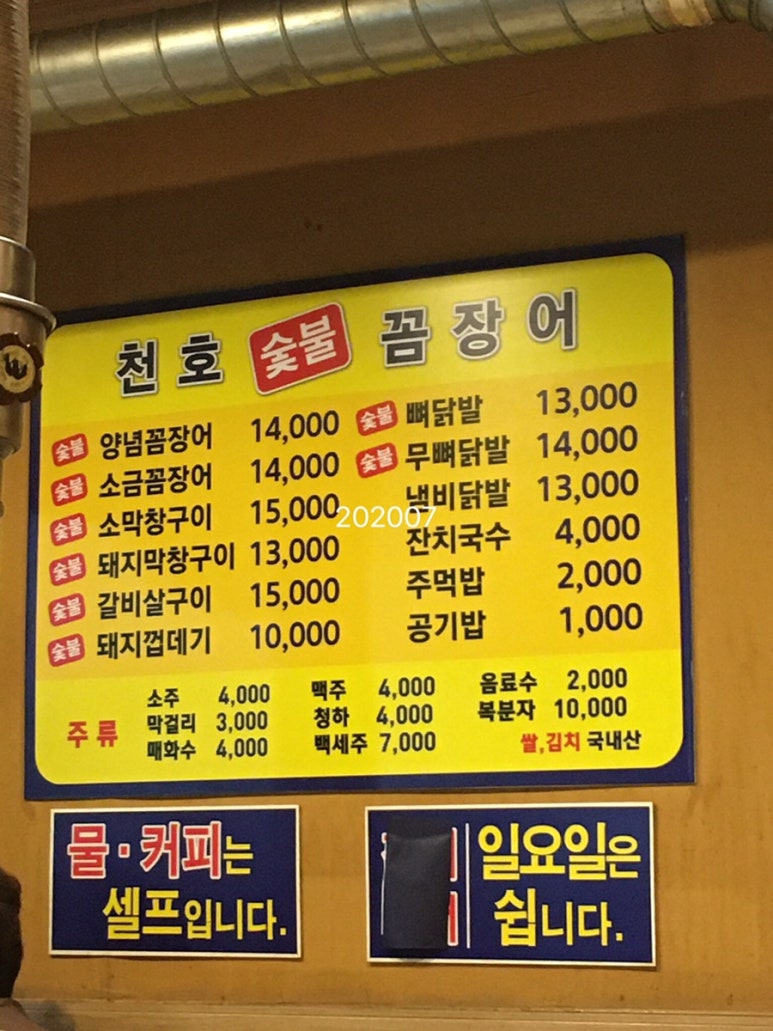 천호 숯불 꼼장어
숯불 양념꼼장어 14,000
숯불 소금꼼장어 14,000
숯불 소막창구이 15,000
숯불 돼지막창구이 13,000
숯불 갈비살구이 15,000
숯불 돼지껍데기 10,000
숯불 뼈닭발 13,000
숯불 무뼈닭발 14,000
냄비닭발 13,000
잔치국수 4,000
주먹밥 2,000
공기밥 1,000
202007
주류
소주 4,000 맥주 4,000 음료수 2,000
막걸리 3,000 청하 4,000 복분자 10,000
매화수 4,000 백세주 7,000 쌀,김치 국내산
물·커피는
셀프입니다.
일요일은
쉽니다.